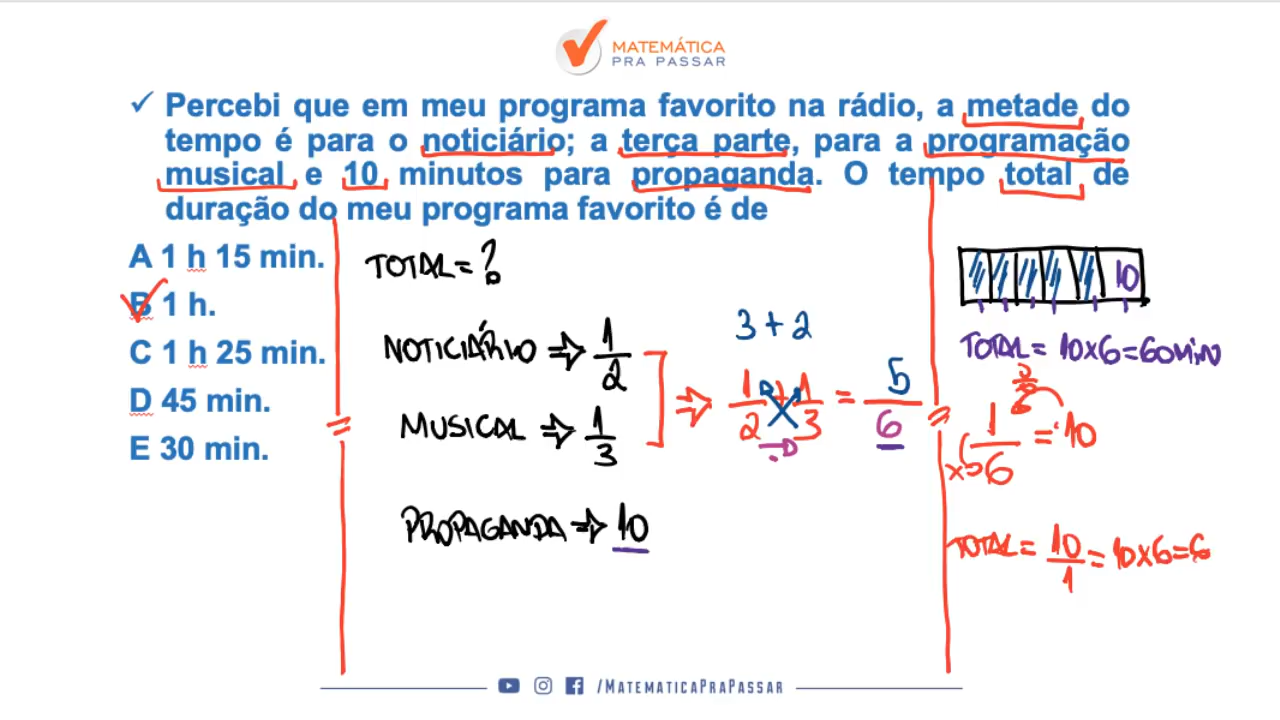 MATEMÁTICA
PRA PASSAR
✓ Percebi que em meu programa favorito na rádio, a metade do
tempo é para o noticiário; a terça parte, para a programação
musical e 10 minutos para propaganda. O tempo total de
duração do meu programa favorito é de
A 1 h 15 min.
B 1 h.
C 1 h 25 min.
D 45 min.
E 30 min.
TOTAL = ?
NOTICIÁRIO ⇒ 1/2
MUSICAL ⇒ 1/3
PROPAGANDA ⇒ 10
3 + 2
⇒ 1/2 + 1/3 = 5/6
10
TOTAL = 10x6 = 60 MIN
1/6 = 10
TOTAL = 10/1 = 10x6 = 6
/MatematicaPraPassar